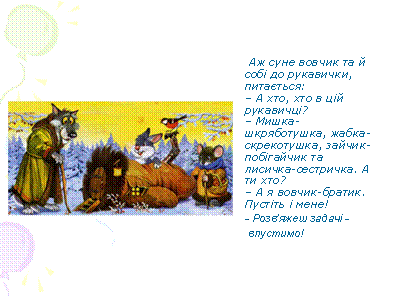 Аж суне вовчик та й
собі до рукавички,
питається:
– А хто, хто в цій
рукавичці?
– Мишка-
шкряботушка, жабка-
скрекотушка, зайчик-
побігайчик та
лисичка-сестричка. А
ти хто?
– А я вовчик-братик.
Пустіть і мене!
– Розв'яжеш задачі –
впустимо!